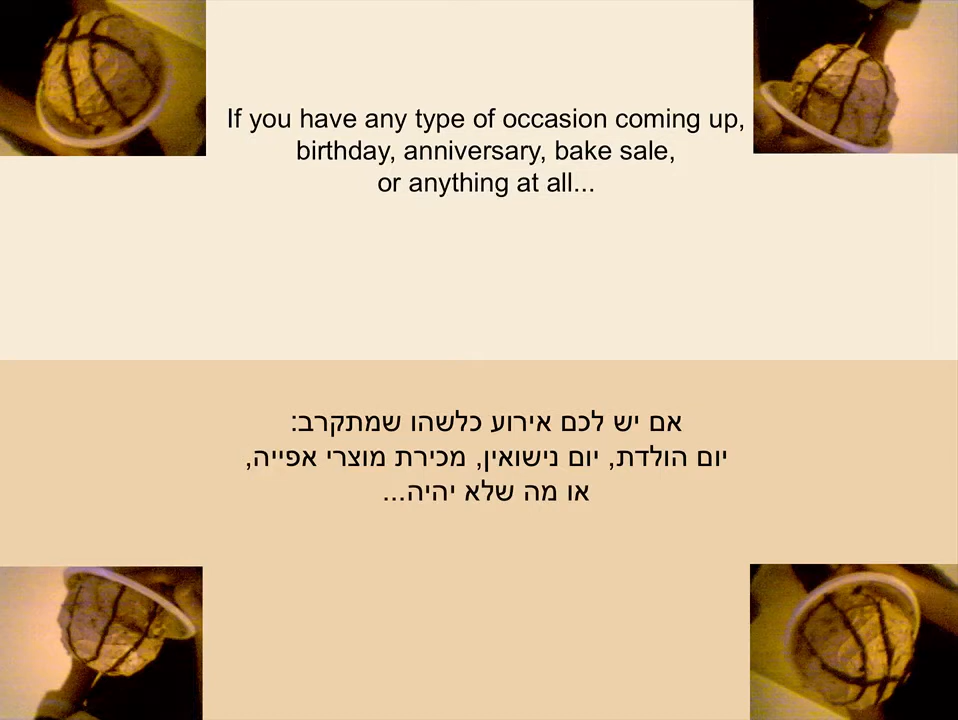 If you have any type of occasion coming up,
birthday, anniversary, bake sale,
or anything at all...
אם יש לכם אירוע כלשהו שמתקרב:
יום הולדת, יום נישואין, מכירת מוצרי אפייה,
או מה שלא יהיה...